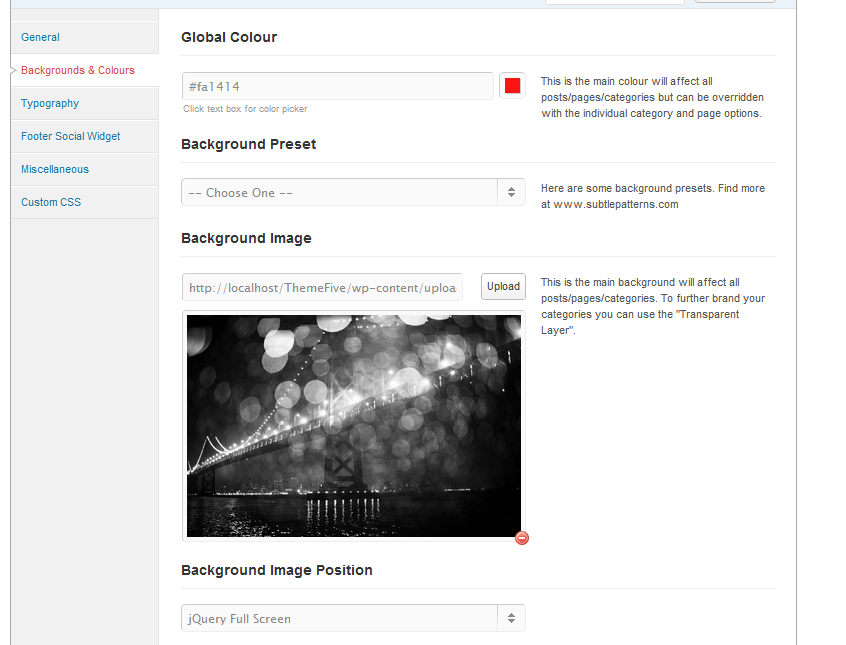 General
Backgrounds & Colours
Typography
Footer Social Widget
Miscellaneous
Custom CSS
Global Colour
#fa1414
Click text box for color picker
This is the main colour will affect all
posts/pages/categories but can be overridden
with the individual category and page options.
Background Preset
-- Choose One --
Here are some background presets. Find more
at www.subtlepatterns.com
Background Image
http://localhost/ThemeFive/wp-content/uploa
Upload
This is the main background will affect all
posts/pages/categories. To further brand your
categories you can use the "Transparent
Layer".
Background Image Position
jQuery Full Screen